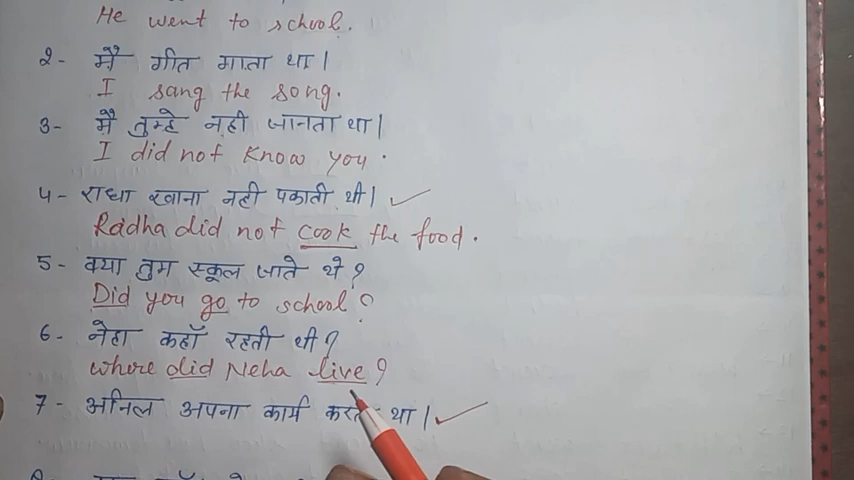 He went to school.
2- मैं गीत गाता था।
I sang the song.
3- मैं तुम्हे नही जानता था।
I did not know you.
4- राधा खाना नही पकाती थी।
Radha did not cook the food.
5- क्या तुम स्कूल जाते थे?
Did you go to school?
6- नेहा कहाँ रहती थी?
where did Neha live?
7- अनिल अपना कार्य करता था।